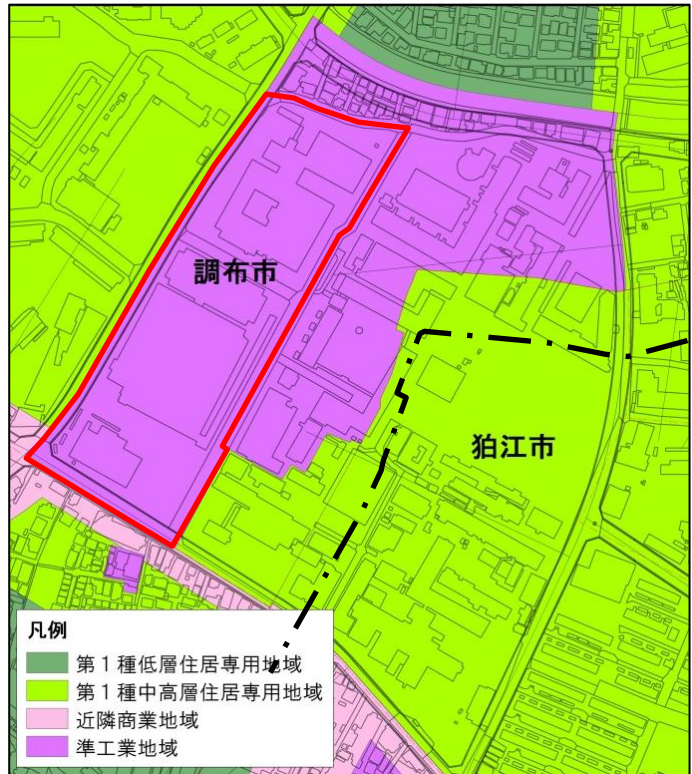 調布市
狛江市
凡例
第1種低層住居専用地域
第1種中高層住居専用地域
近隣商業地域
準工業地域